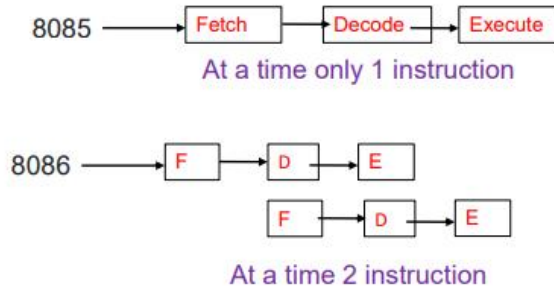 8085 Fetch Decode Execute
At a time only 1 instruction
8086 F D E
F D E
At a time 2 instruction